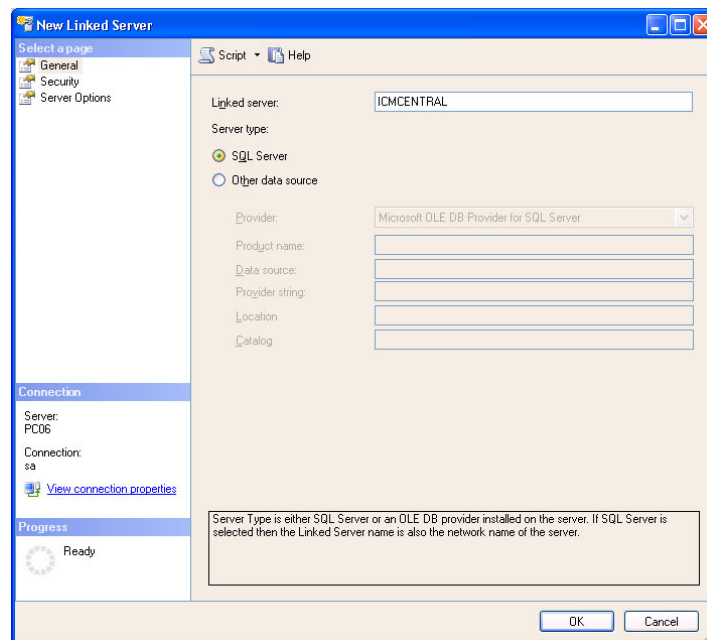 New Linked Server
Select a page
General
Security
Server Options
Script
Help
Linked server:
ICMCENTRAL
Server type:
SQL Server
Other data source
Provider:
Microsoft OLE DB Provider for SQL Server
Product name:
Data source:
Provider string:
Location
Catalog
Connection
Server:
PC06
Connection:
sa
View connection properties
Progress
Ready
Server Type is either SQL Server or an OLE DB provider installed on the server. If SQL Server is
selected then the Linked Server name is also the network name of the server.
OK
Cancel